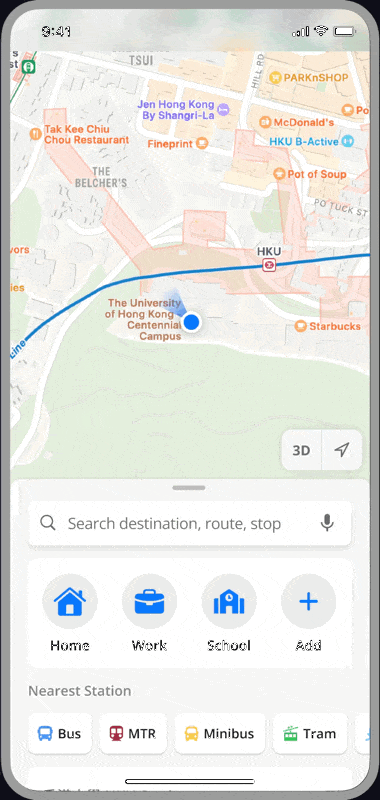 9:41
TSUI
HILL RD
PARKnSHOP
Jen Hong Kong
By Shangri-La
McDonald's
Po
Tak Kee Chiu
Chou Restaurant
Fineprint
HKU B-Active
THE
BELCHER'S
Pot of Soup
PO TUCK ST
HKU
The University
of Hong Kong
Centennial
Campus
Starbucks
Line
3D
Search destination, route, stop
Home
Work
School
Add
Nearest Station
Bus
MTR
Minibus
Tram